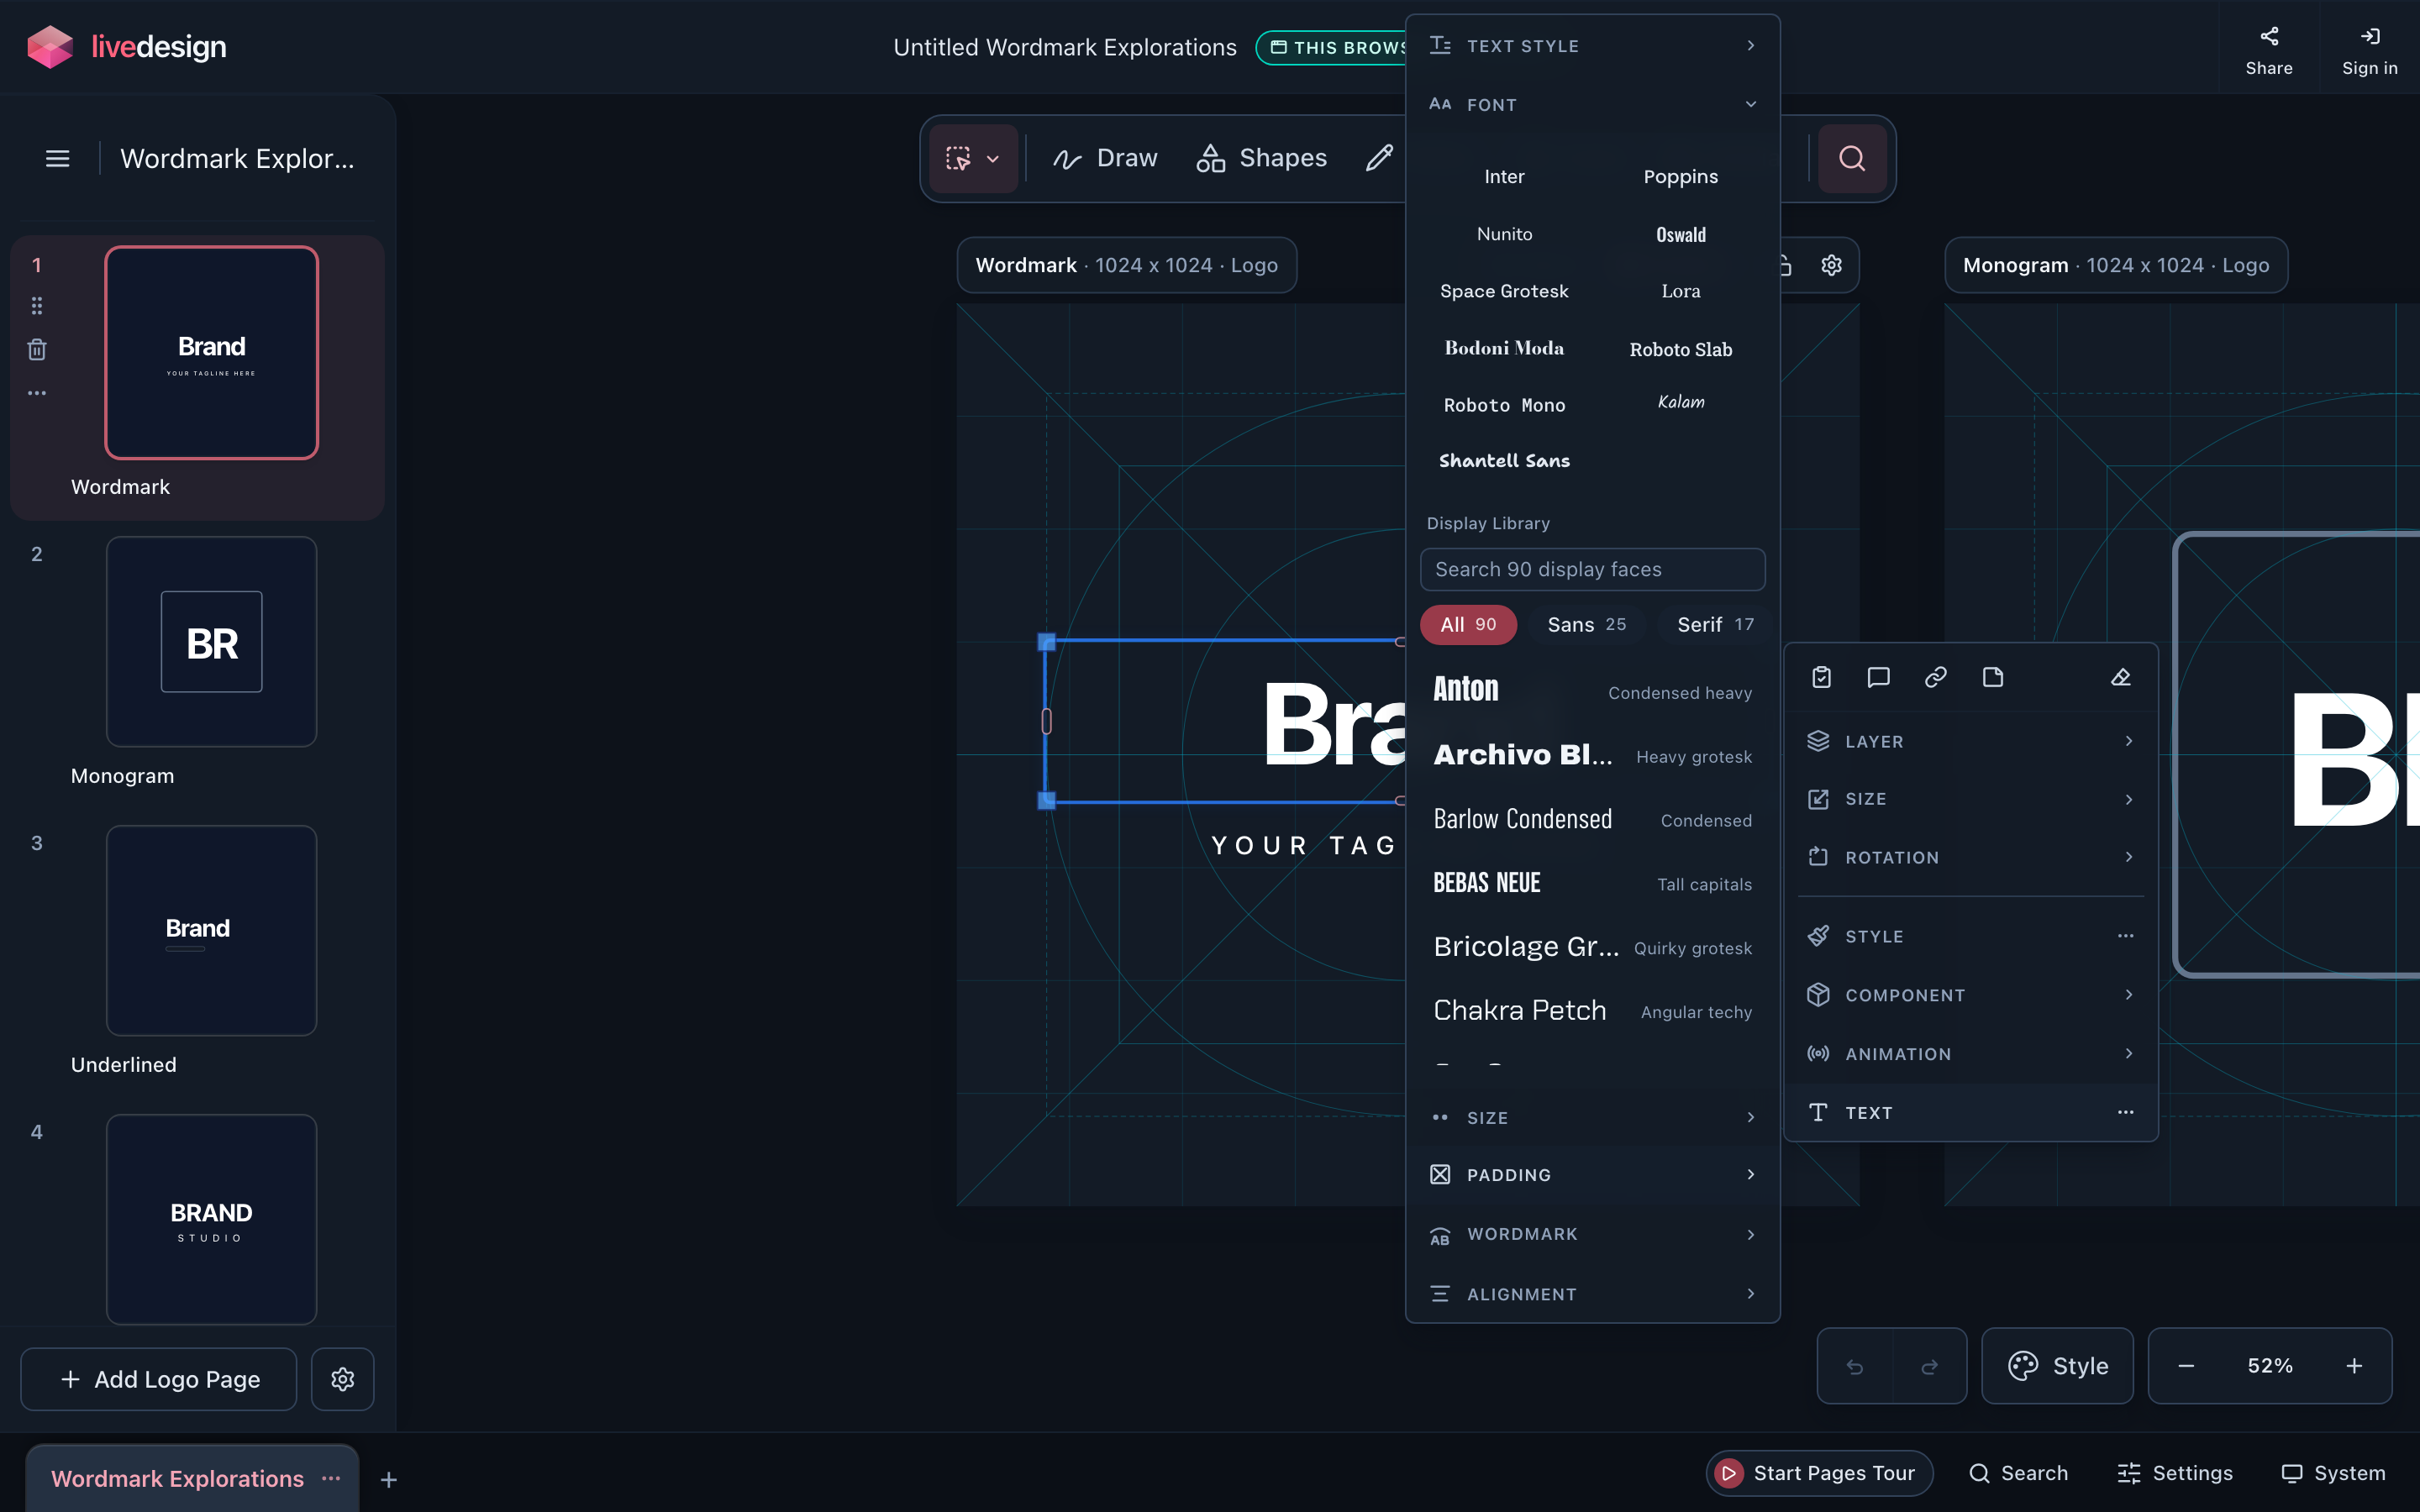 livedesign
Untitled Wordmark Explorations
THIS BROWS
Share
Sign in
Wordmark Explor...
1
Brand
YOUR TAGLINE HERE
Wordmark
2
BR
Monogram
3
Brand
Underlined
4
BRAND
STUDIO
Add Logo Page
Draw
Shapes
Wordmark · 1024 x 1024 · Logo
Monogram · 1024 x 1024 · Logo
Bra
YOUR TAG
TEXT STYLE
FONT
Inter
Poppins
Nunito
Oswald
Space Grotesk
Lora
Bodoni Moda
Roboto Slab
Roboto Mono
Kalam
Shantell Sans
Display Library
Search 90 display faces
All 90
Sans 25
Serif 17
Anton Condensed heavy
Archivo Bl... Heavy grotesk
Barlow Condensed Condensed
BEBAS NEUE Tall capitals
Bricolage Gr... Quirky grotesk
Chakra Petch Angular techy
SIZE
PADDING
AB WORDMARK
ALIGNMENT
LAYER
SIZE
ROTATION
STYLE
COMPONENT
ANIMATION
TEXT
Style
52%
Wordmark Explorations
Start Pages Tour
Search
Settings
System